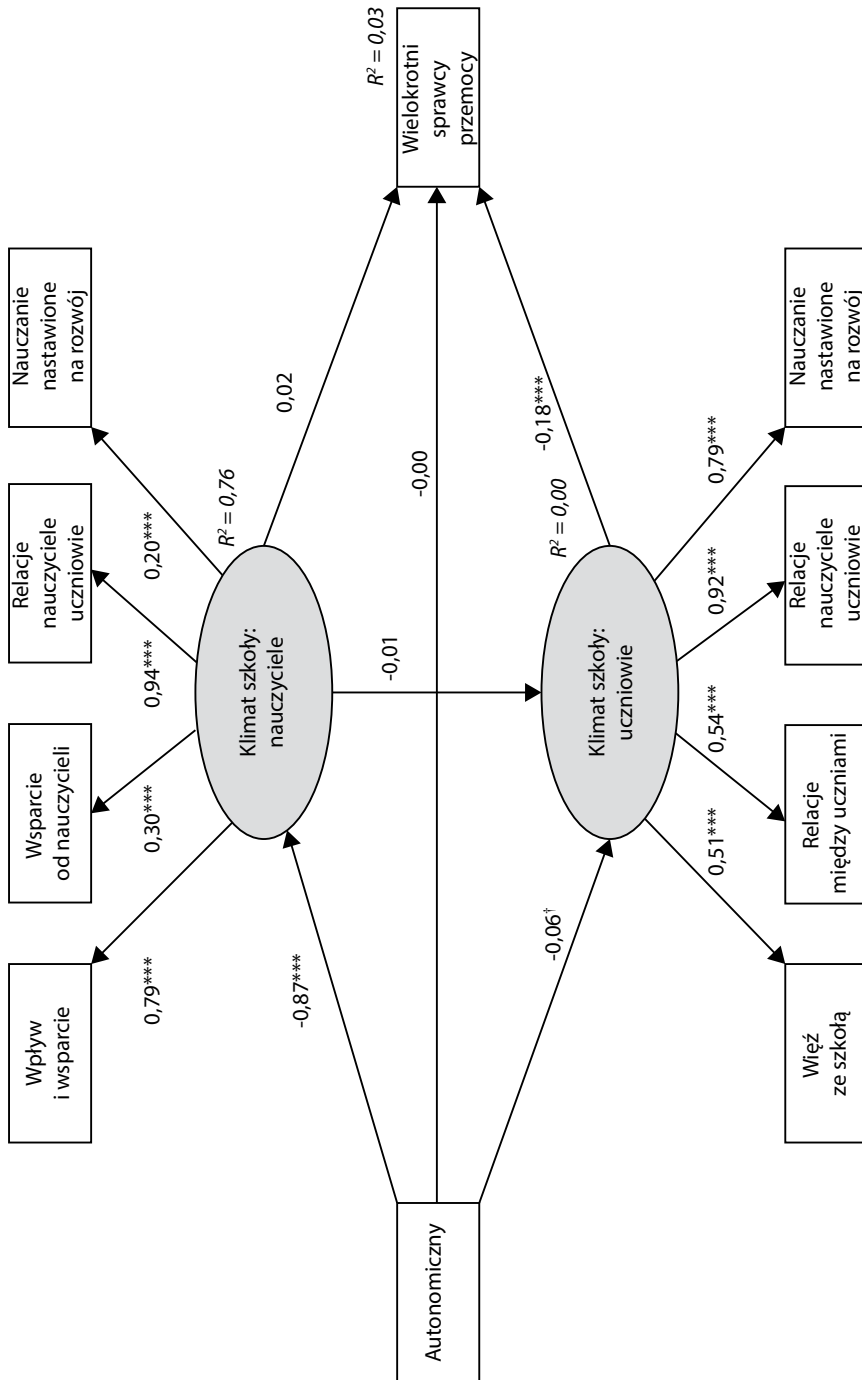 Wpływ
i wsparcie
Wsparcie
od nauczycieli
Relacje
nauczyciele
uczniowie
Nauczanie
nastawione
na rozwój
0,79***
0,30***
0,94***
0,20***
R² = 0,76
Klimat szkoły:
nauczyciele
-0,87***
0,02
-0,01
-0,00
Autonomiczny
R² = 0,03
Wielokrotni
sprawcy
przemocy
-0,06†
-0,18***
R² = 0,00
Klimat szkoły:
uczniowie
0,51***
0,54***
0,92***
0,79***
Więź
ze szkołą
Relacje
między uczniami
Relacje
nauczyciele
uczniowie
Nauczanie
nastawione
na rozwój